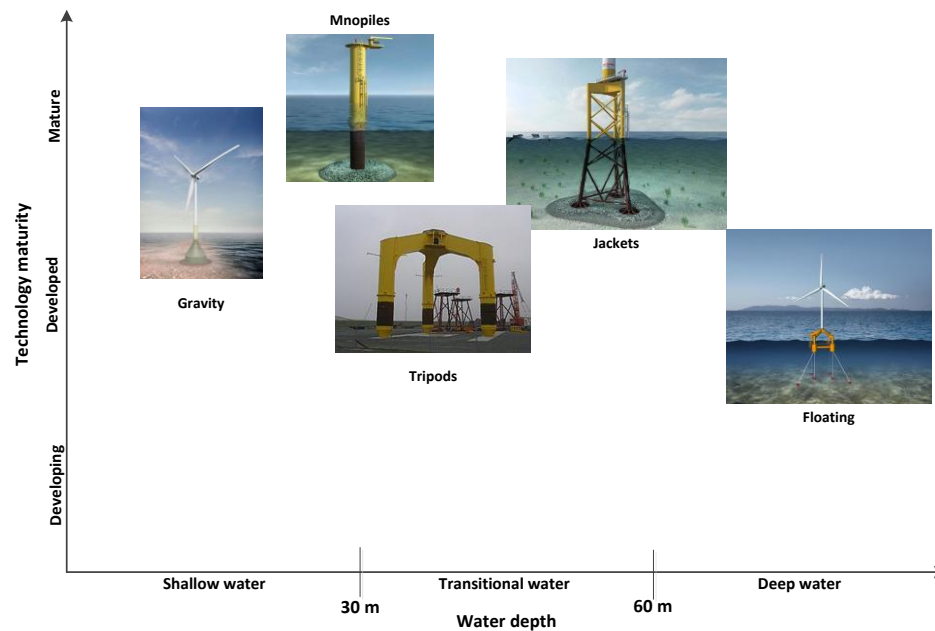 Mnopiles
Mature
Gravity
Jackets
Technology maturity
Developed
Tripods
Floating
Developing
Shallow water
Transitional water
Deep water
30 m
60 m
Water depth